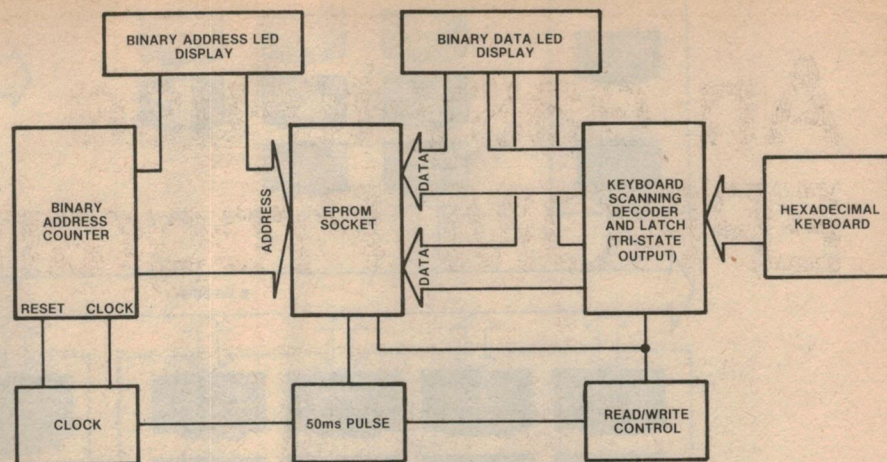 BINARY ADDRESS LED
DISPLAY
BINARY DATA LED
DISPLAY
BINARY
ADDRESS
COUNTER
RESET CLOCK
ADDRESS
EPROM
SOCKET
DATA
DATA
KEYBOARD
SCANNING
DECODER
AND LATCH
(TRI-STATE
OUTPUT)
HEXADECIMAL
KEYBOARD
CLOCK
50ms PULSE
READ/WRITE
CONTROL